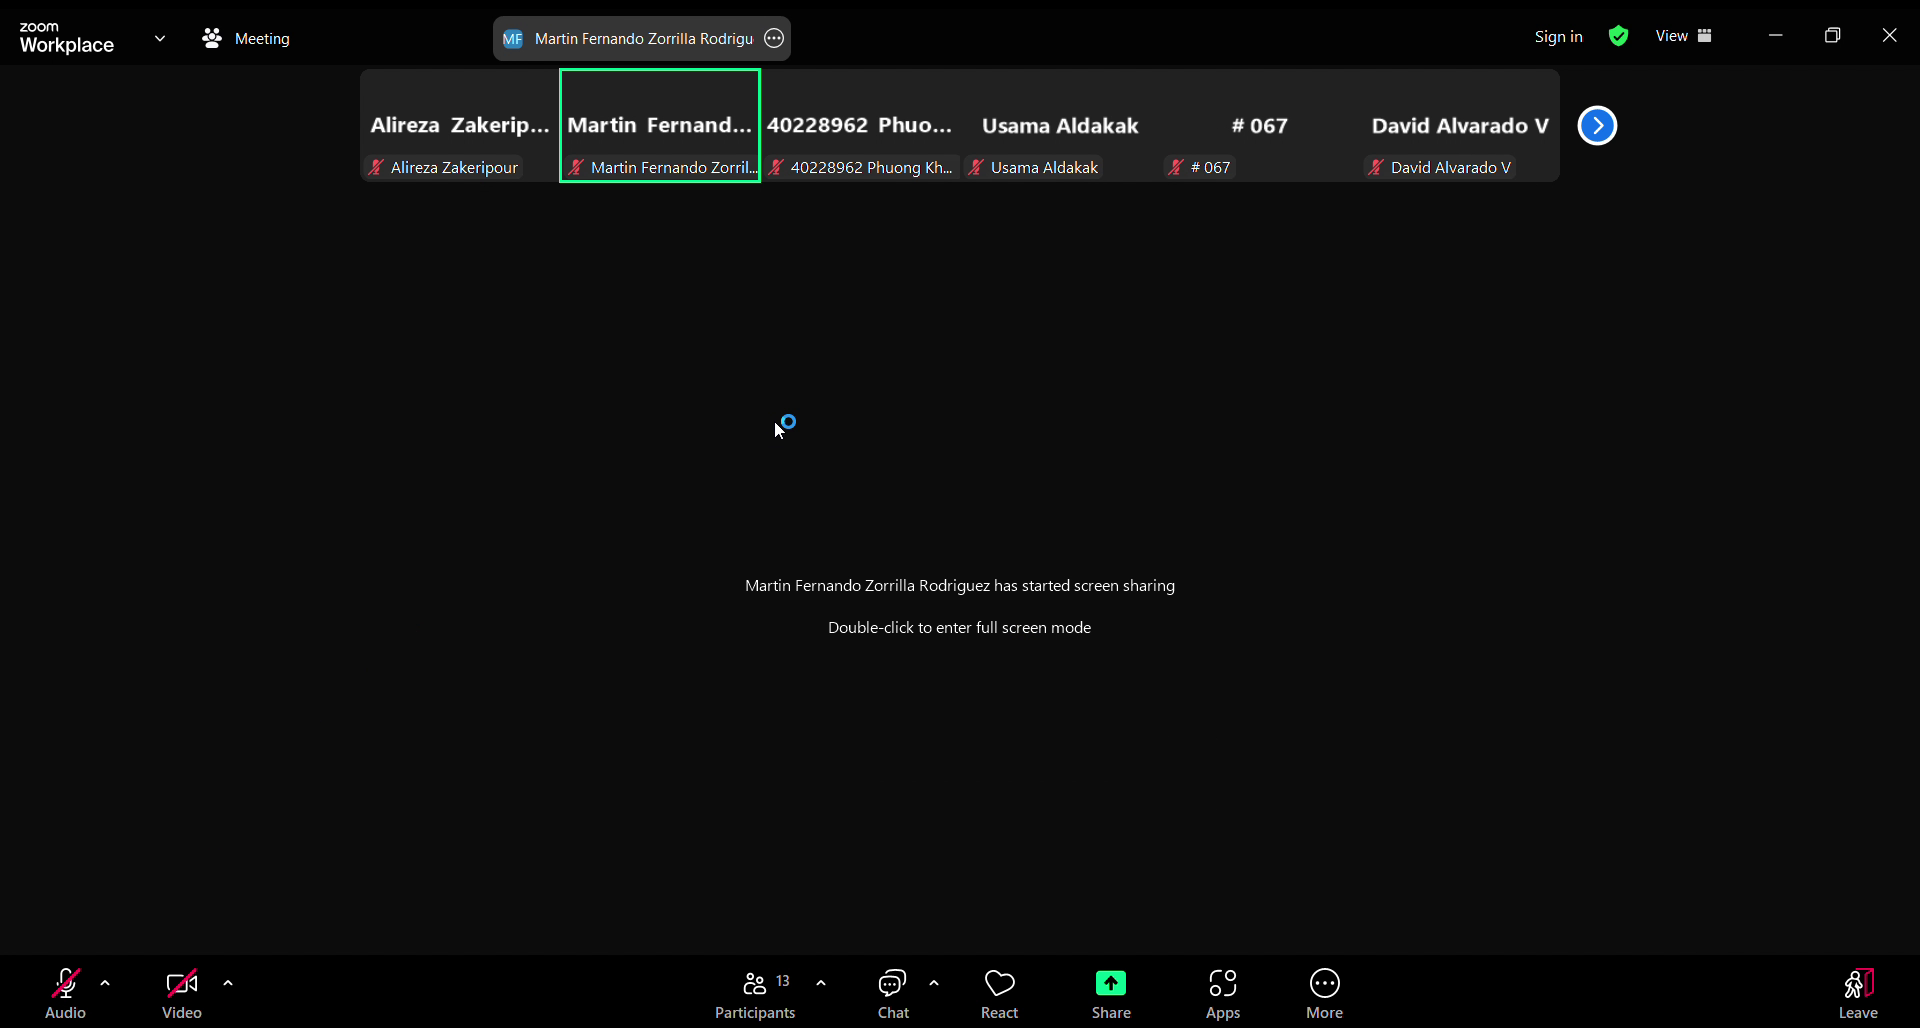 zoom
Workplace
Meeting
MF Martin Fernando Zorrilla Rodrigu
Sign in
View
Alireza Zakerip...
Martin Fernand...
40228962 Phuo...
Usama Aldakak
# 067
David Alvarado V
Alireza Zakeripour
Martin Fernando Zorril...
40228962 Phuong Kh...
Usama Aldakak
# 067
David Alvarado V
Martin Fernando Zorrilla Rodriguez has started screen sharing
Double-click to enter full screen mode
Audio
Video
13
Participants
Chat
React
Share
Apps
More
Leave